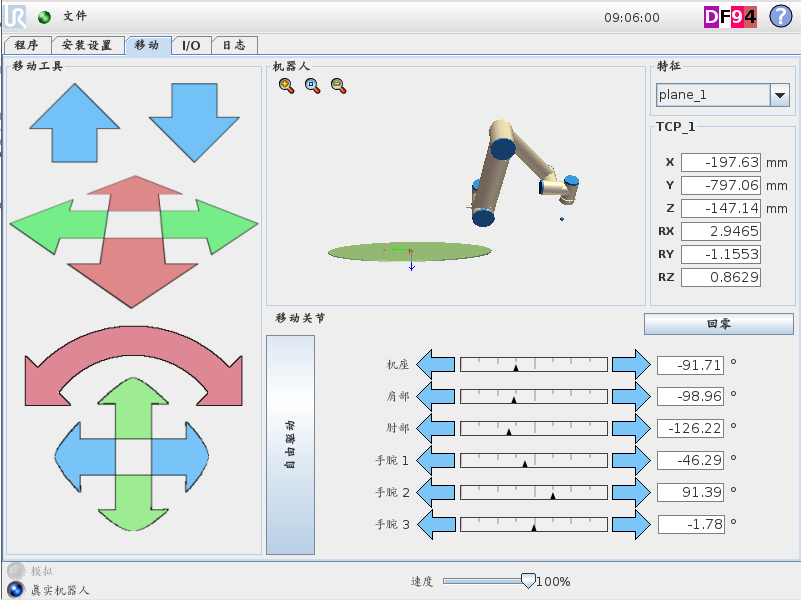 UR
文件
09:06:00
DF94
?
程序
安装设置
移动
I/O
日志
移动工具
机器人
特征
plane_1
TCP_1
X -197.63 mm
Y -797.06 mm
Z -147.14 mm
RX 2.9465
RY -1.1553
RZ 0.8629
移动关节
回零
自由驱动
机座 -91.71 °
肩部 -98.96 °
肘部 -126.22 °
手腕 1 -46.29 °
手腕 2 91.39 °
手腕 3 -1.78 °
模拟
真实机器人
速度 100%